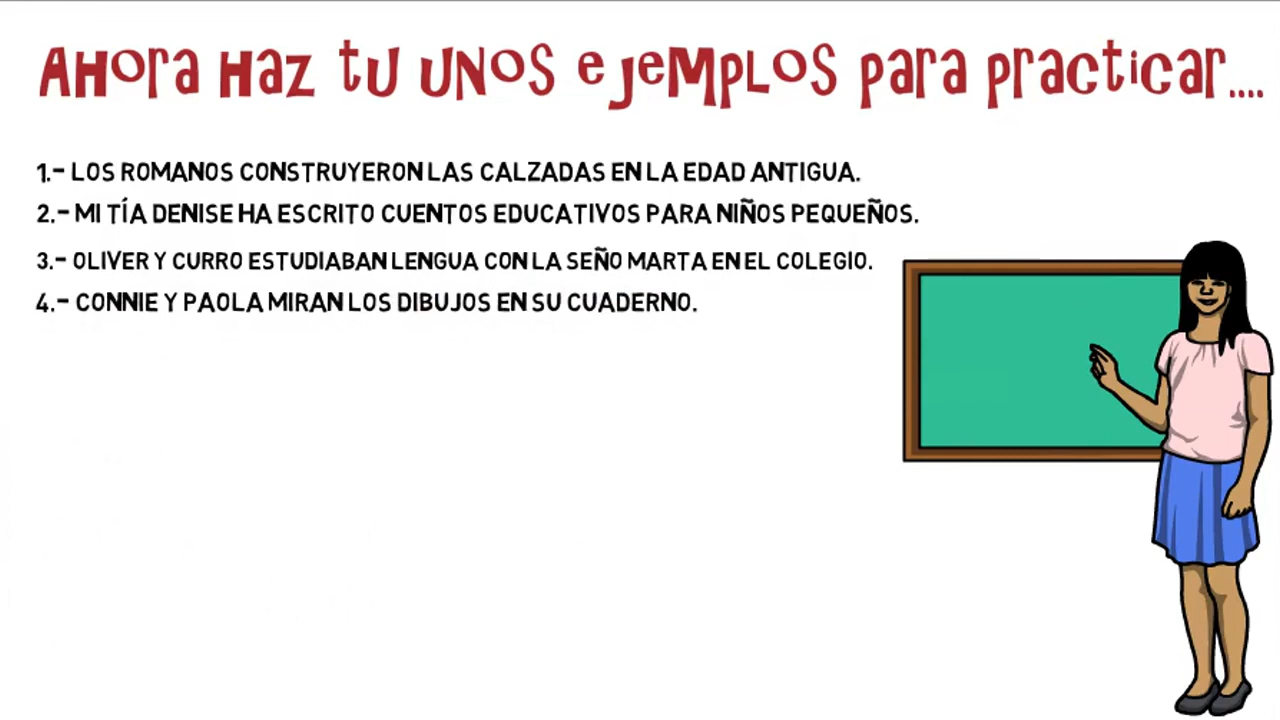 Ahora Haz tu unos ejemplos para practicar....
1.- LOS ROMANOS CONSTRUYERON LAS CALZADAS EN LA EDAD ANTIGUA.
2.- MI TÍA DENISE HA ESCRITO CUENTOS EDUCATIVOS PARA NIÑOS PEQUEÑOS.
3.- OLIVER Y CURRO ESTUDIABAN LENGUA CON LA SEÑO MARTA EN EL COLEGIO.
4.- CONNIE Y PAOLA MIRAN LOS DIBUJOS EN SU CUADERNO.